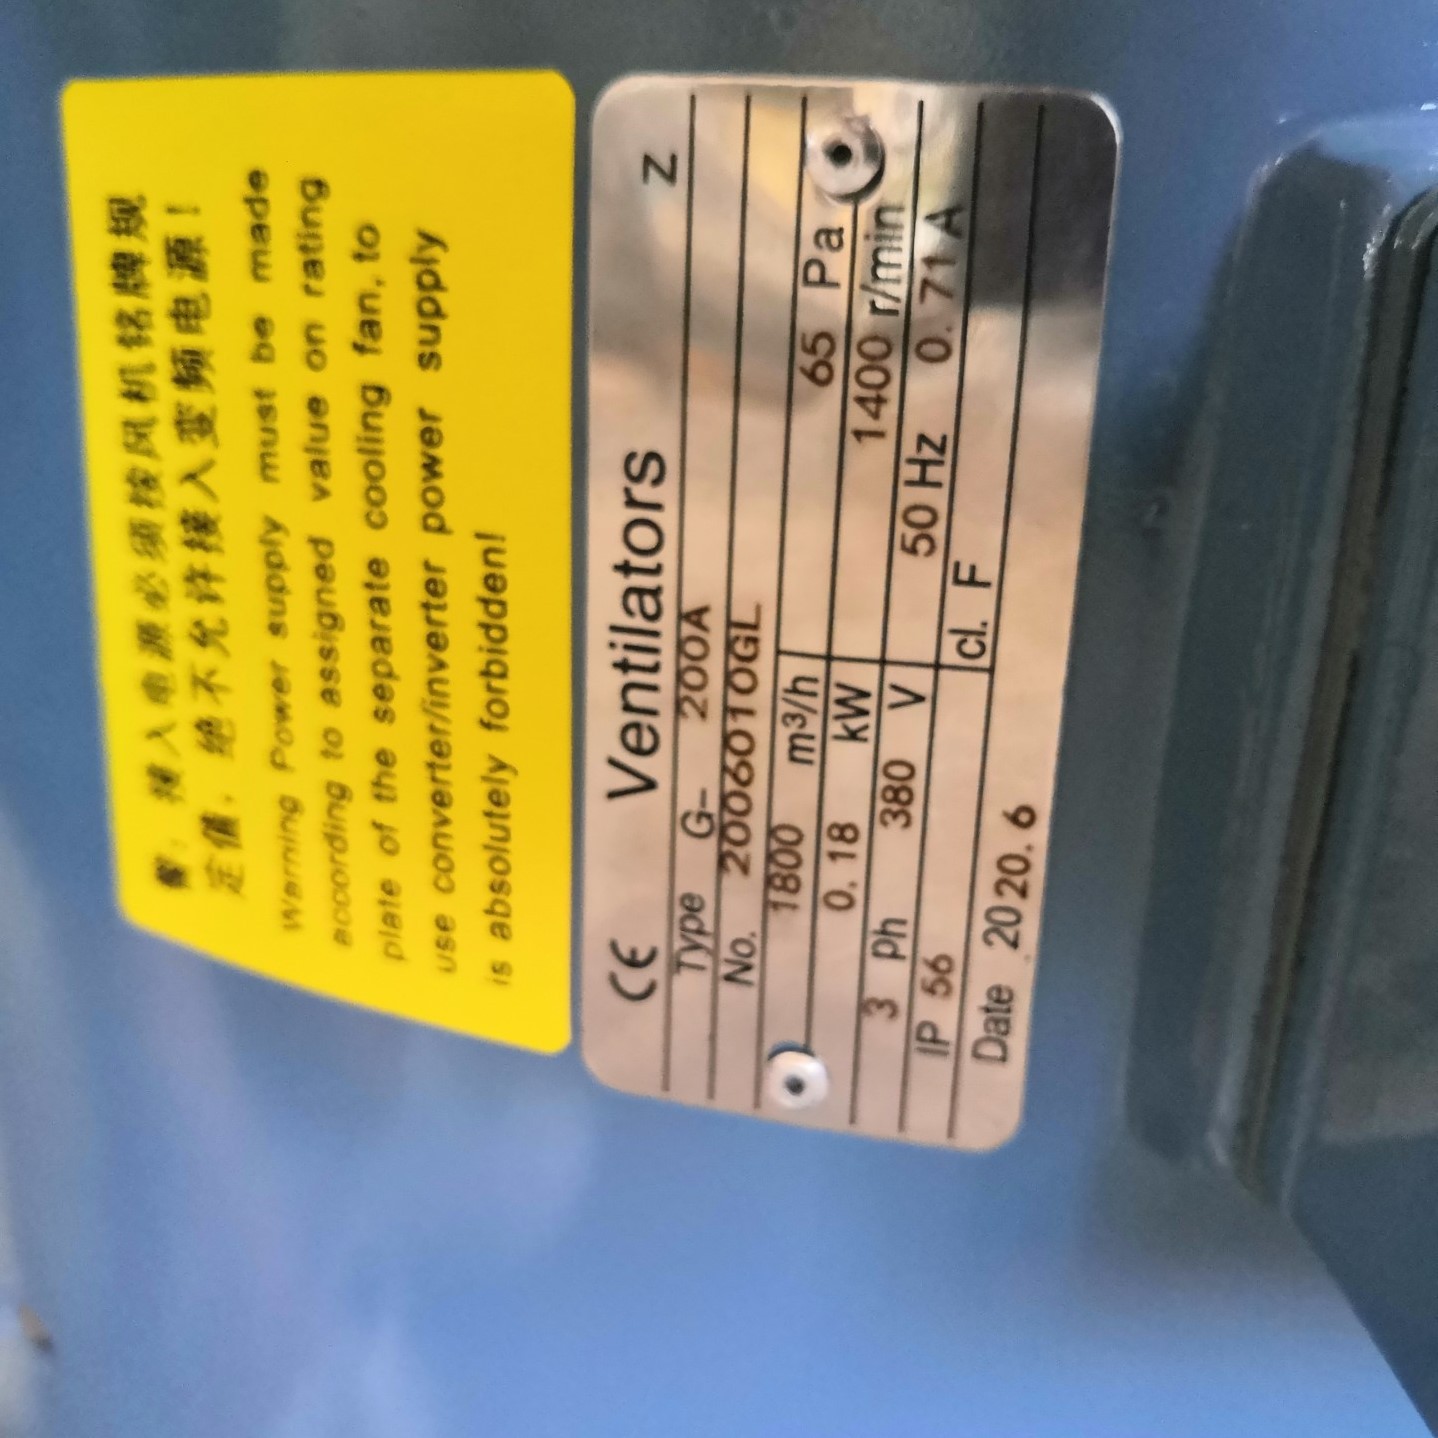 警：接入电源必须按风机铭牌规
定值，绝不允许接入变频电源！
Warning Power supply must be made
according to assigned value on rating
plate of the separate cooling fan, to
use converter/inverter power supply
is absolutely forbidden!
CE Ventilators Z
Type G- 200A
No. 2006010GL
1800 m³/h 65 Pa
0.18 kW 1400 r/min
3 ph 380 V 50 Hz 0.71 A
IP 56 cl. F
Date 2020.6